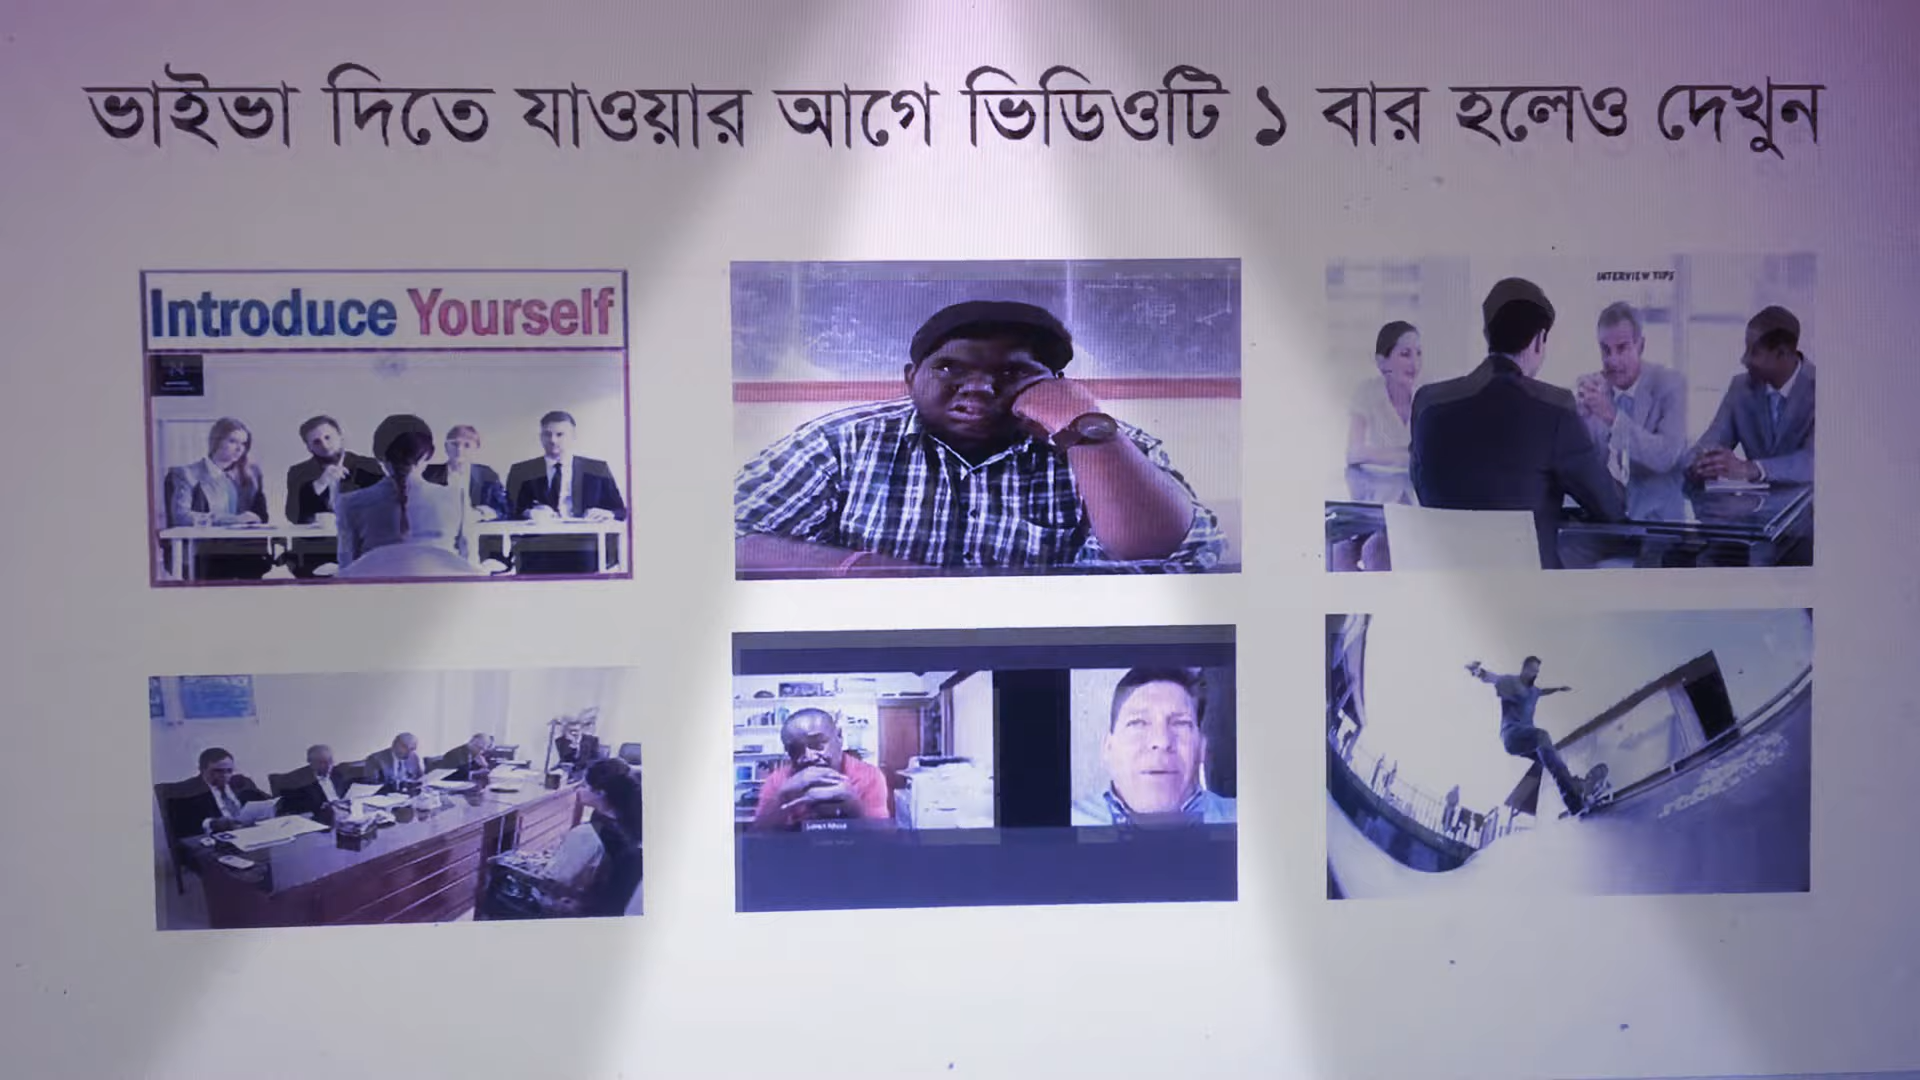 ভাইভা দিতে যাওয়ার আগে ভিডিওটি ১ বার হলেও দেখুন
Introduce Yourself
INTERVIEW TIPS